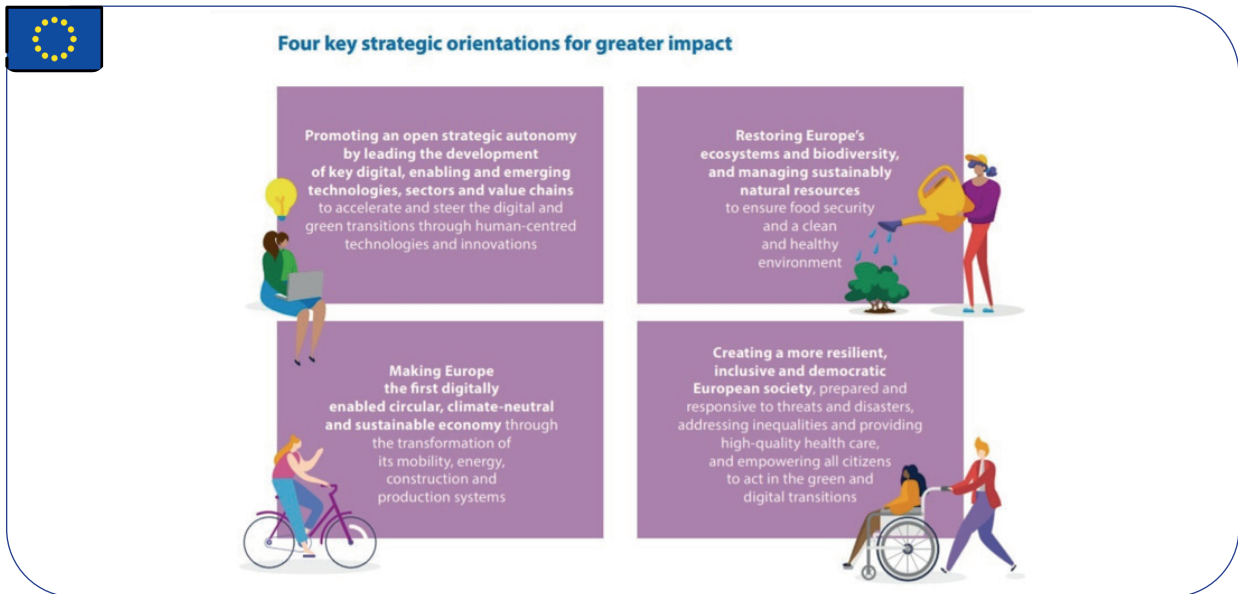 Four key strategic orientations for greater impact
Promoting an open strategic autonomy
by leading the development
of key digital, enabling and emerging
technologies, sectors and value chains
to accelerate and steer the digital and
green transitions through human-centred
technologies and innovations
Restoring Europe's
ecosystems and biodiversity,
and managing sustainably
natural resources
to ensure food security
and a clean
and healthy
environment
Making Europe
the first digitally
enabled circular, climate-neutral
and sustainable economy through
the transformation of
its mobility, energy,
construction and
production systems
Creating a more resilient,
inclusive and democratic
European society, prepared and
responsive to threats and disasters,
addressing inequalities and providing
high-quality health care,
and empowering all citizens
to act in the green and
digital transitions